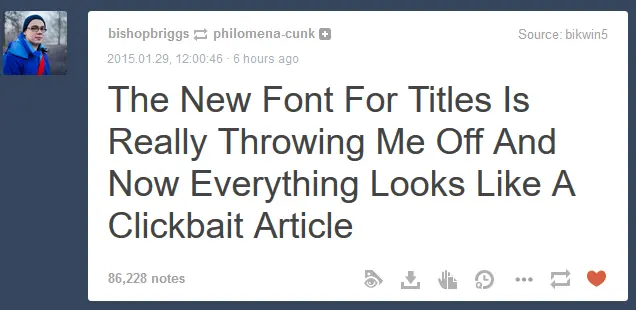 bishopbriggs philomena-cunk Source: bikwin5
2015.01.29, 12:00:46 · 6 hours ago
The New Font For Titles Is
Really Throwing Me Off And
Now Everything Looks Like A
Clickbait Article
86,228 notes